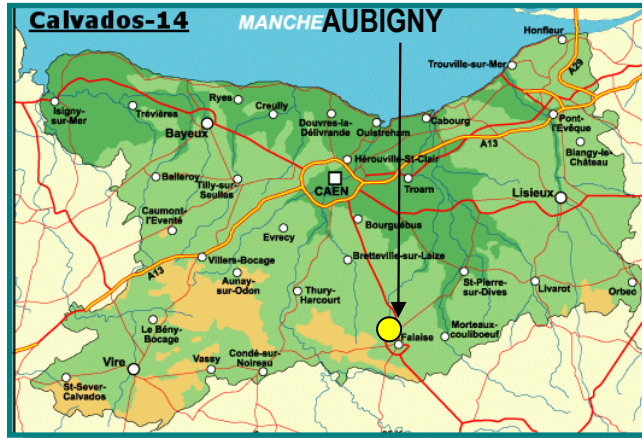 Calvados-14
MANCHE
AUBIGNY
Honfleur
Trouville-sur-Mer
A29
Isigny-
sur-Mer
Trévières
Ryes
Creully
Douvres-la-
Délivrande
Ouistreham
Cabourg
Pont-
l'Evêque
Bayeux
A13
Blangy-le-
Château
Hérouville-St-Clair
Balleroy
Tilly-sur-
Seulles
CAEN
Troarn
Lisieux
Caumont-
l'Eventé
Evrecy
Bourguébus
Villers-Bocage
Bretteville-sur-Laize
A13
Aunay-
sur-Odon
Thury-
Harcourt
St-Pierre-
sur-Dives
Livarot
Orbec
Le Bény-
Bocage
Falaise
Morteaux-
couliboeuf
Vire
Vassy
Condé-sur-
Noireau
St-Sever-
Calvados